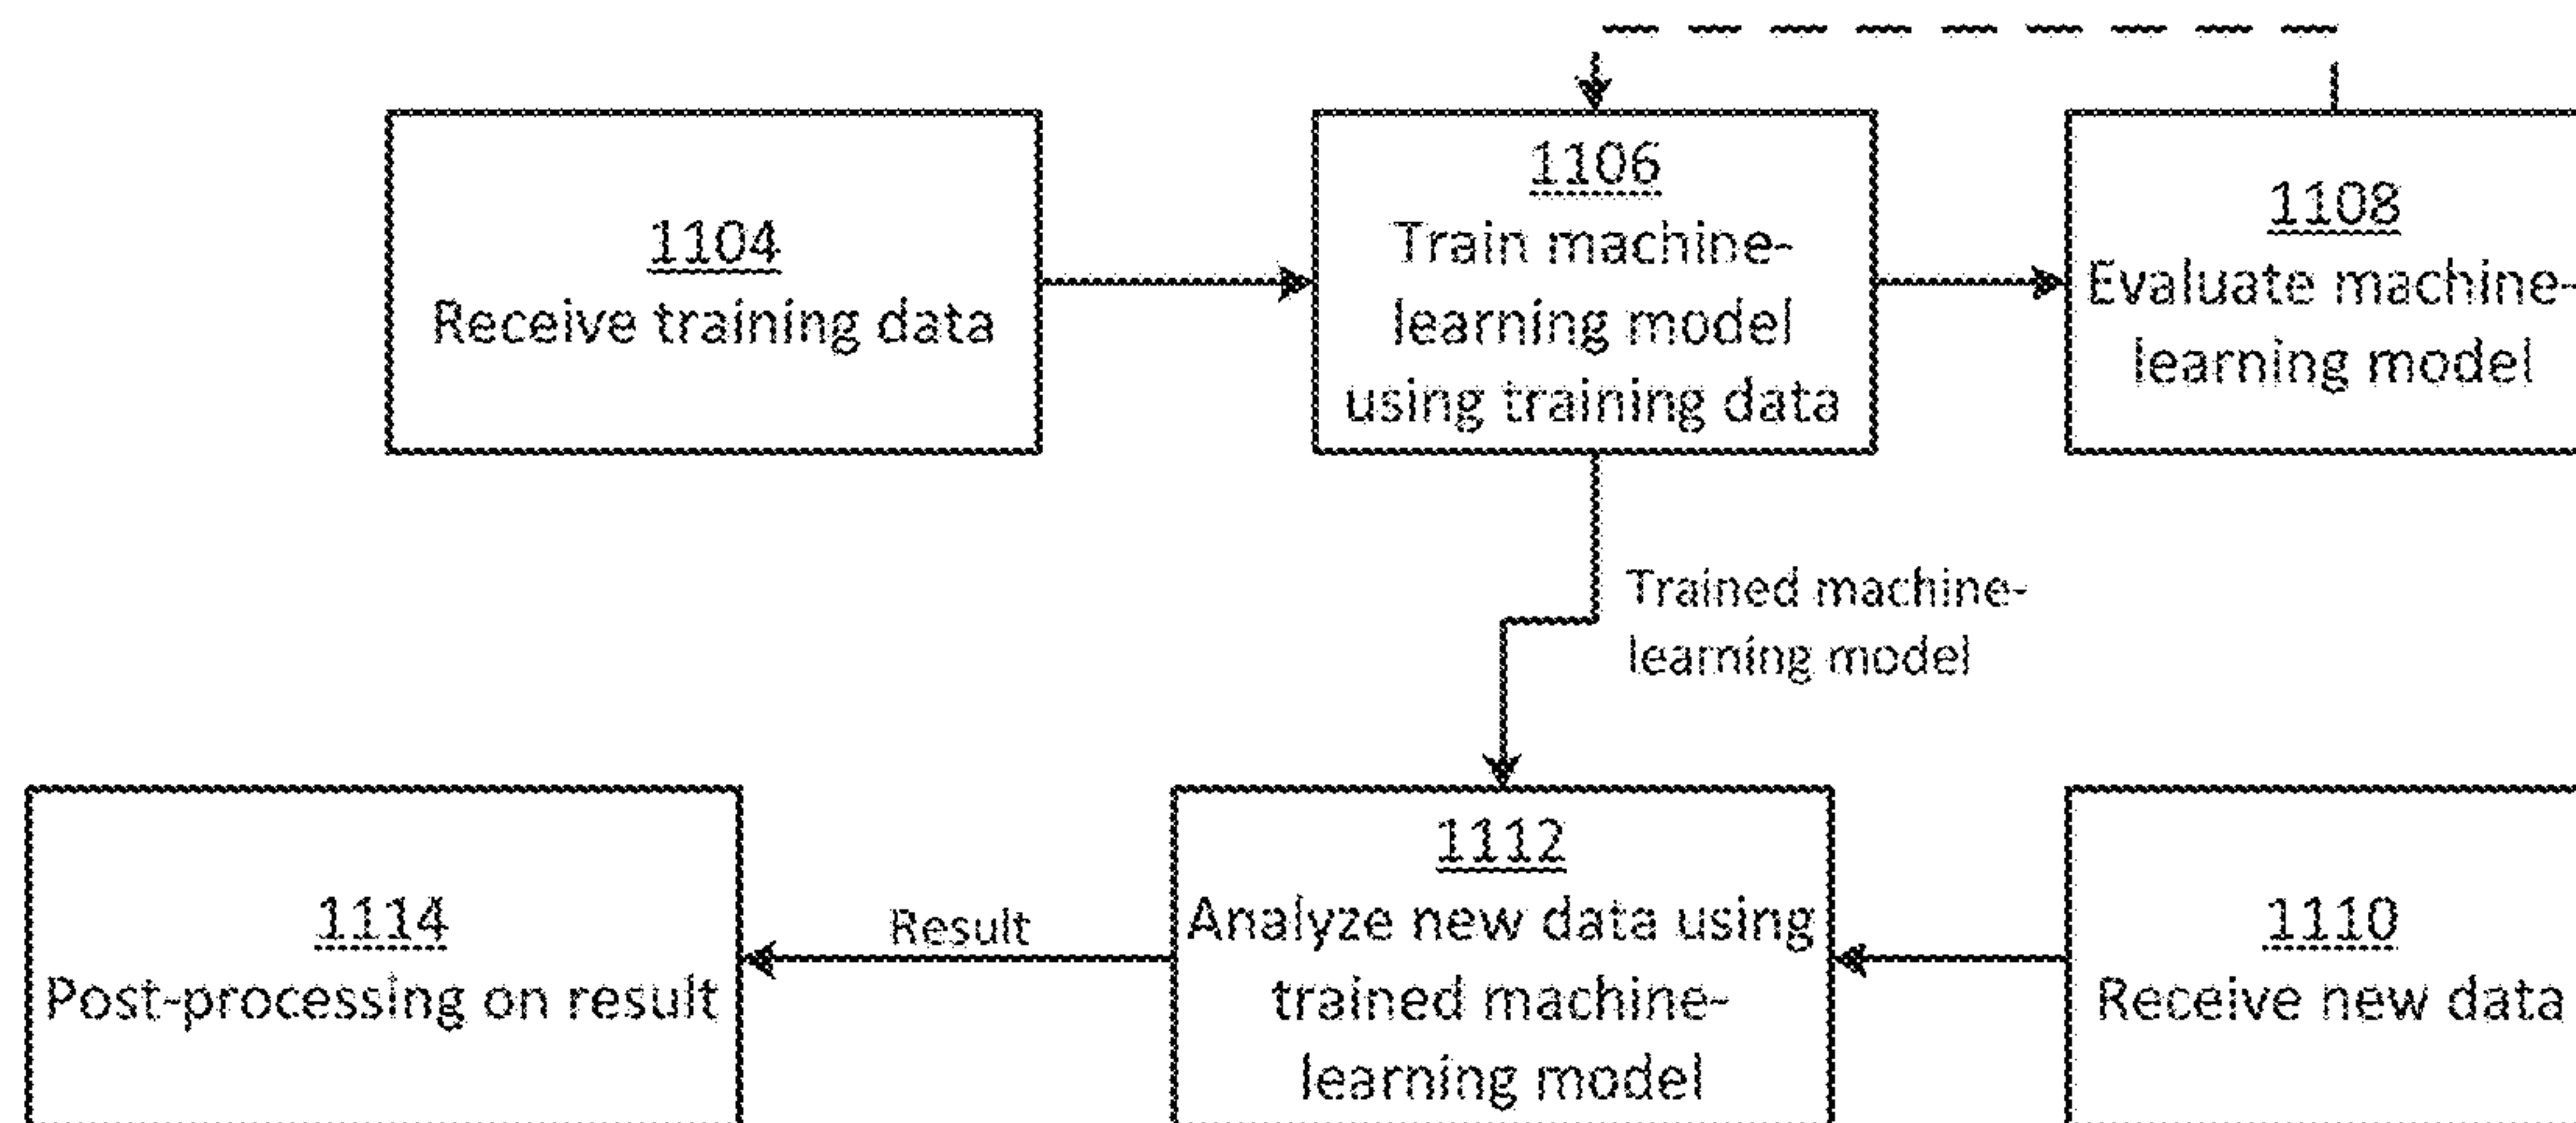 1104
Receive training data
1106
Train machine-
learning model
using training data
1108
Evaluate machine-
learning model
Trained machine-
learning model
1114
Post-processing on result
Result
1112
Analyze new data using
trained machine-
learning model
1110
Receive new data